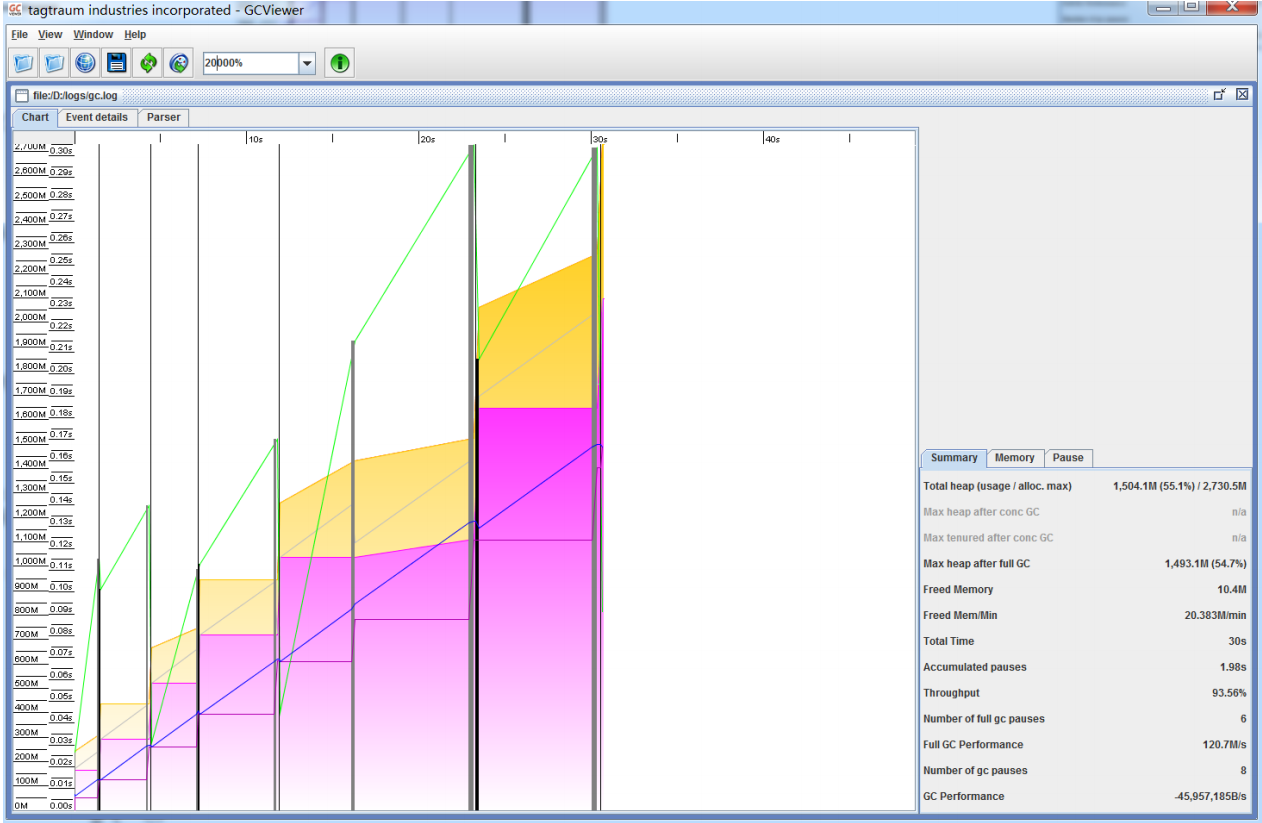 tagtraum industries incorporated - GCViewer
File View Window Help
20000%
file:/D:/logs/gc.log
Chart Event details Parser
10s 20s 30s 40s
2,700M 0.30s
2,600M 0.29s
2,500M 0.28s
2,400M 0.27s
2,300M 0.26s
0.25s
2,200M
0.24s
2,100M
0.23s
2,000M
0.22s
1,900M 0.21s
1,800M 0.20s
1,700M 0.19s
1,600M 0.18s
1,500M 0.17s
1,400M 0.16s
0.15s
1,300M
0.14s
1,200M
0.13s
1,100M
0.12s
1,000M 0.11s
900M 0.10s
800M 0.09s
700M 0.08s
600M 0.07s
500M 0.06s
0.05s
400M
0.04s
300M
0.03s
200M
0.02s
100M 0.01s
0M 0.00s
Summary Memory Pause
Total heap (usage / alloc. max) 1,504.1M (55.1%) / 2,730.5M
Max heap after conc GC n/a
Max tenured after conc GC n/a
Max heap after full GC 1,493.1M (54.7%)
Freed Memory 10.4M
Freed Mem/Min 20.383M/min
Total Time 30s
Accumulated pauses 1.98s
Throughput 93.56%
Number of full gc pauses 6
Full GC Performance 120.7M/s
Number of gc pauses 8
GC Performance -45,957,185B/s